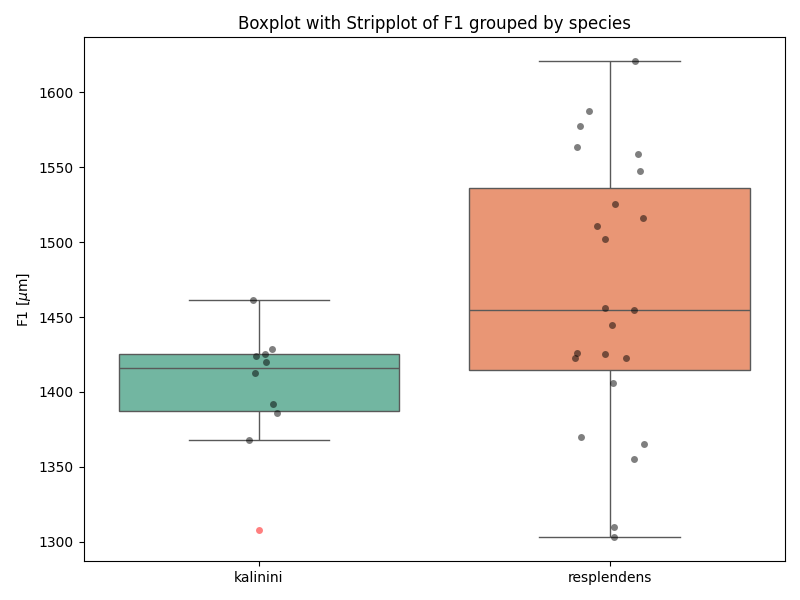 Boxplot with Stripplot of F1 grouped by species
F1 [μm]
1600
1550
1500
1450
1400
1350
1300
kalinini
resplendens